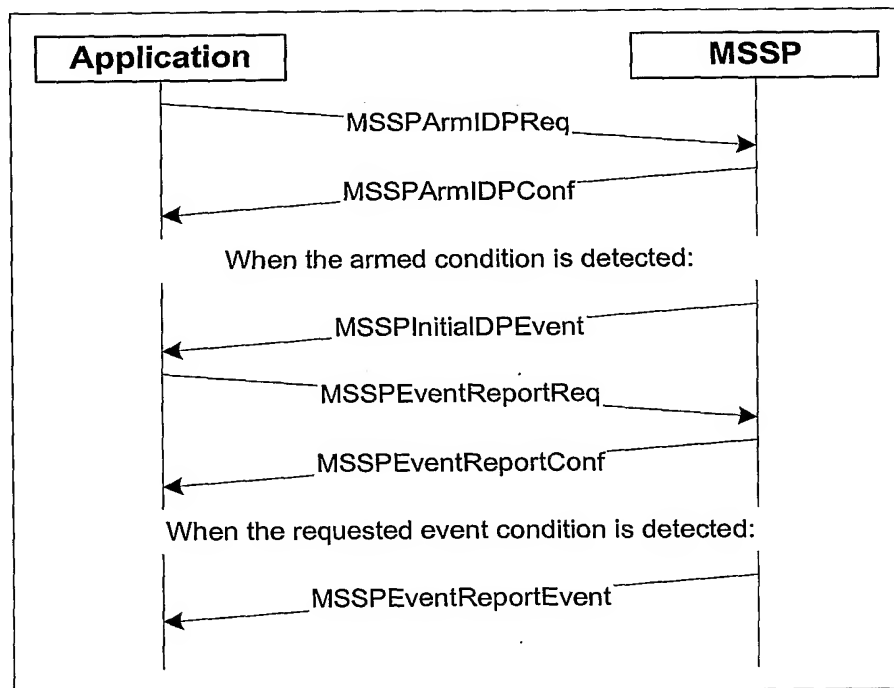 Application
MSSP
MSSPArmIDPReq
MSSPArmIDPConf
When the armed condition is detected:
MSSPInitialDPEvent
MSSPEventReportReq
MSSPEventReportConf
When the requested event condition is detected:
MSSPEventReportEvent